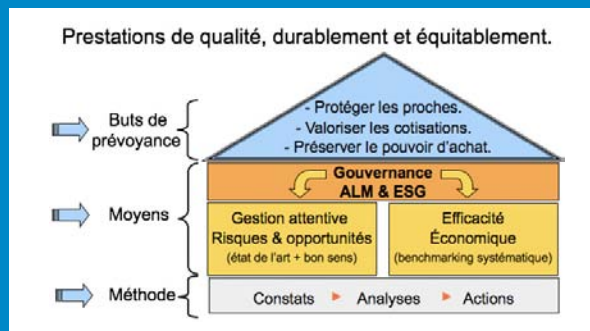 Prestations de qualité, durablement et équitablement.
Buts de
prévoyance
- Protéger les proches.
- Valoriser les cotisations.
- Préserver le pouvoir d'achat.
Moyens
Gouvernance
ALM & ESG
Gestion attentive
Risques & opportunités
(état de l'art + bon sens)
Efficacité
Économique
(benchmarking systématique)
Méthode
Constats Analyses Actions